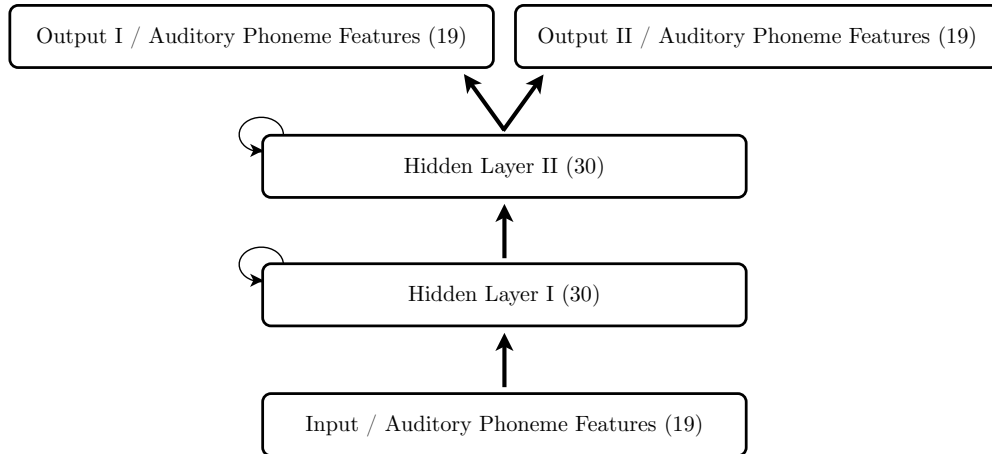 Output I / Auditory Phoneme Features (19)
Output II / Auditory Phoneme Features (19)
Hidden Layer II (30)
Hidden Layer I (30)
Input / Auditory Phoneme Features (19)